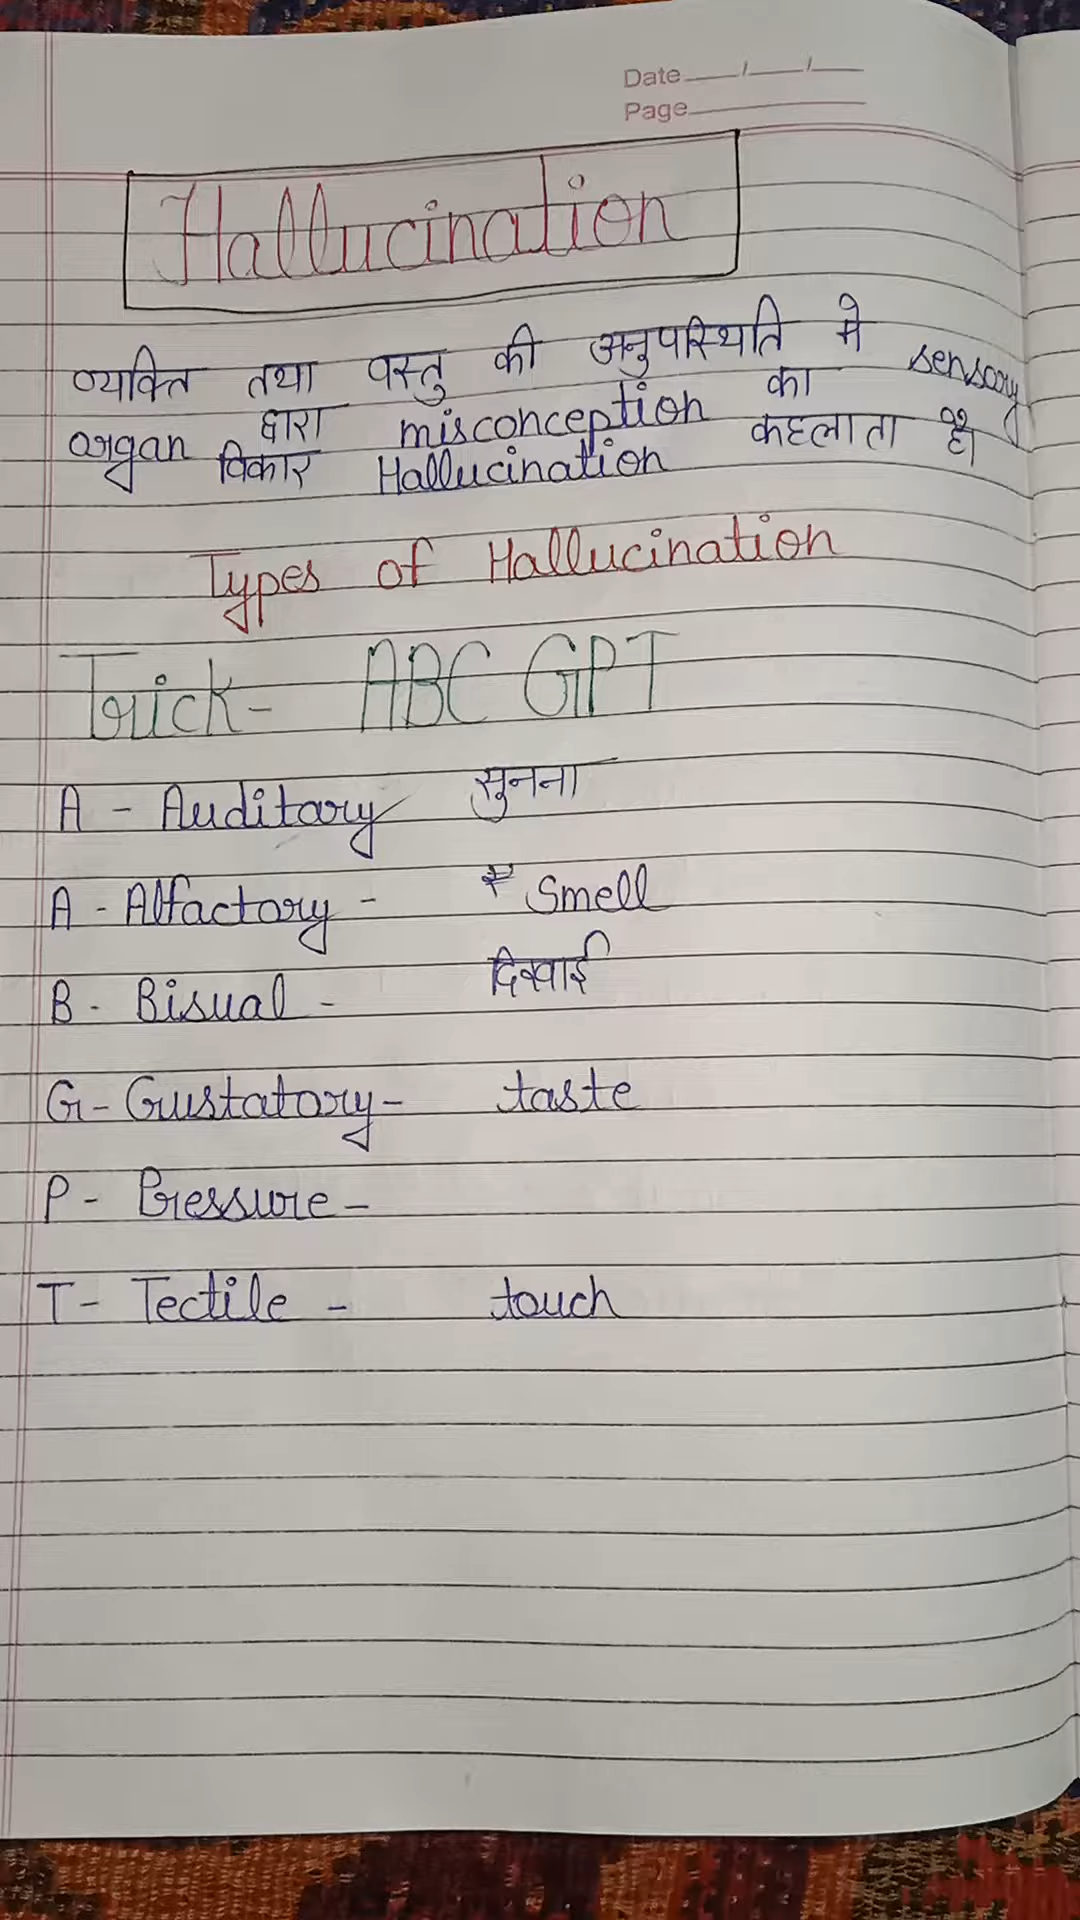 Date / /
Page
Hallucination
व्यक्ति तथा वस्तु की अनुपस्थिति मे sensory
organ द्वारा misconception का
विकार Hallucination कहलाता है।
Types of Hallucination
Trick- ABC GPT
A - Auditary सुनना
A - Alfactory - Smell
B - Bisual - दिखाई
G - Gustatory - taste
P - Pressure -
T - Tectile - touch